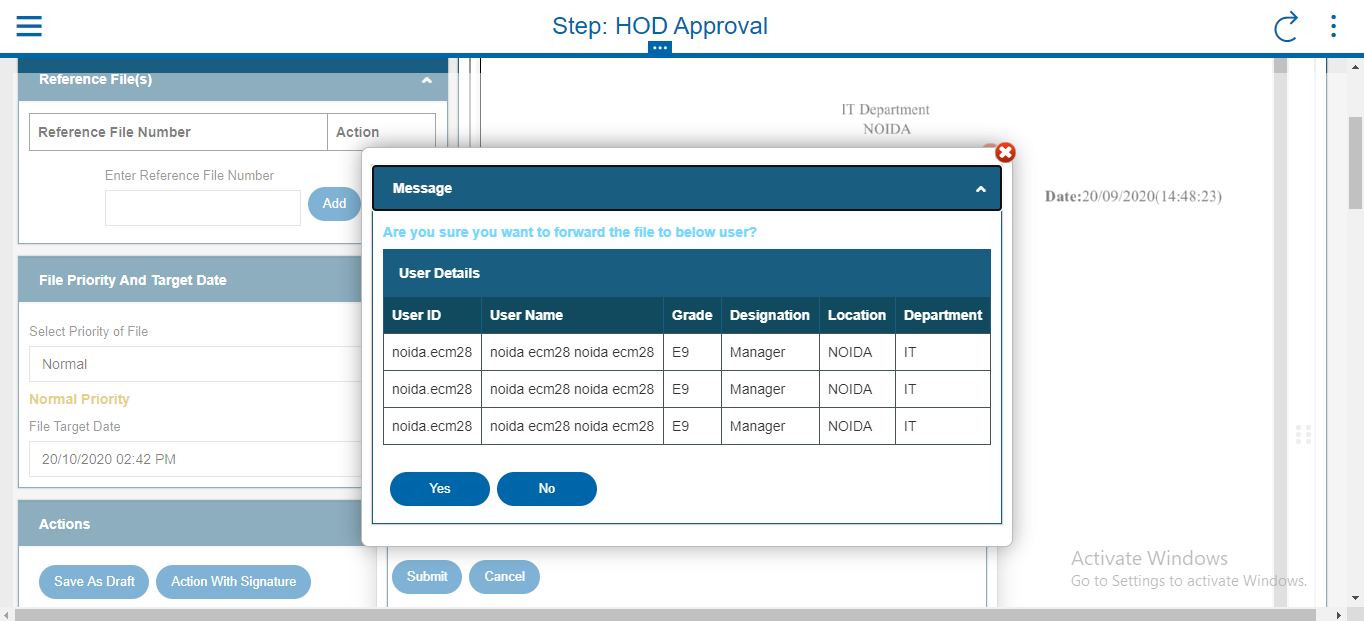 Step: HOD Approval
Reference File(s)
Reference File Number Action
Enter Reference File Number
Add
File Priority And Target Date
Select Priority of File
Normal
Normal Priority
File Target Date
20/10/2020 02:42 PM
Actions
Save As Draft Action With Signature
IT Department
NOIDA
Date:20/09/2020(14:48:23)
Message
Are you sure you want to forward the file to below user?
User Details
User ID User Name Grade Designation Location Department
noida.ecm28 noida ecm28 noida ecm28 E9 Manager NOIDA IT
noida.ecm28 noida ecm28 noida ecm28 E9 Manager NOIDA IT
noida.ecm28 noida ecm28 noida ecm28 E9 Manager NOIDA IT
Yes No
Submit Cancel
Activate Windows
Go to Settings to activate Windows.